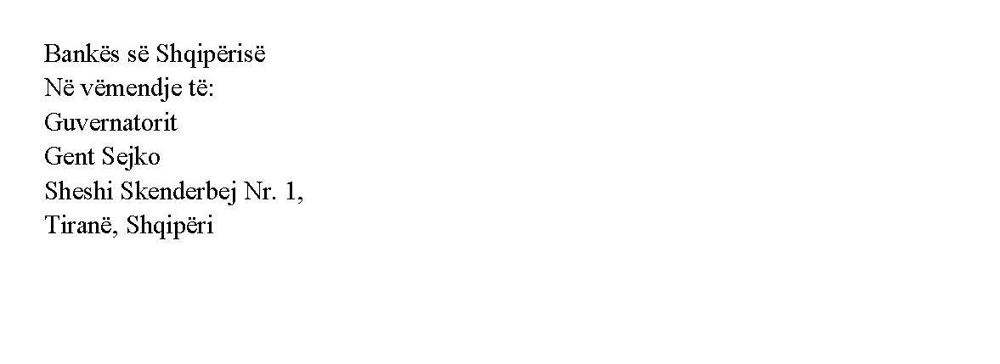 Bankës së Shqipërisë
Në vëmendje të:
Guvernatorit
Gent Sejko
Sheshi Skenderbej Nr. 1,
Tiranë, Shqipëri